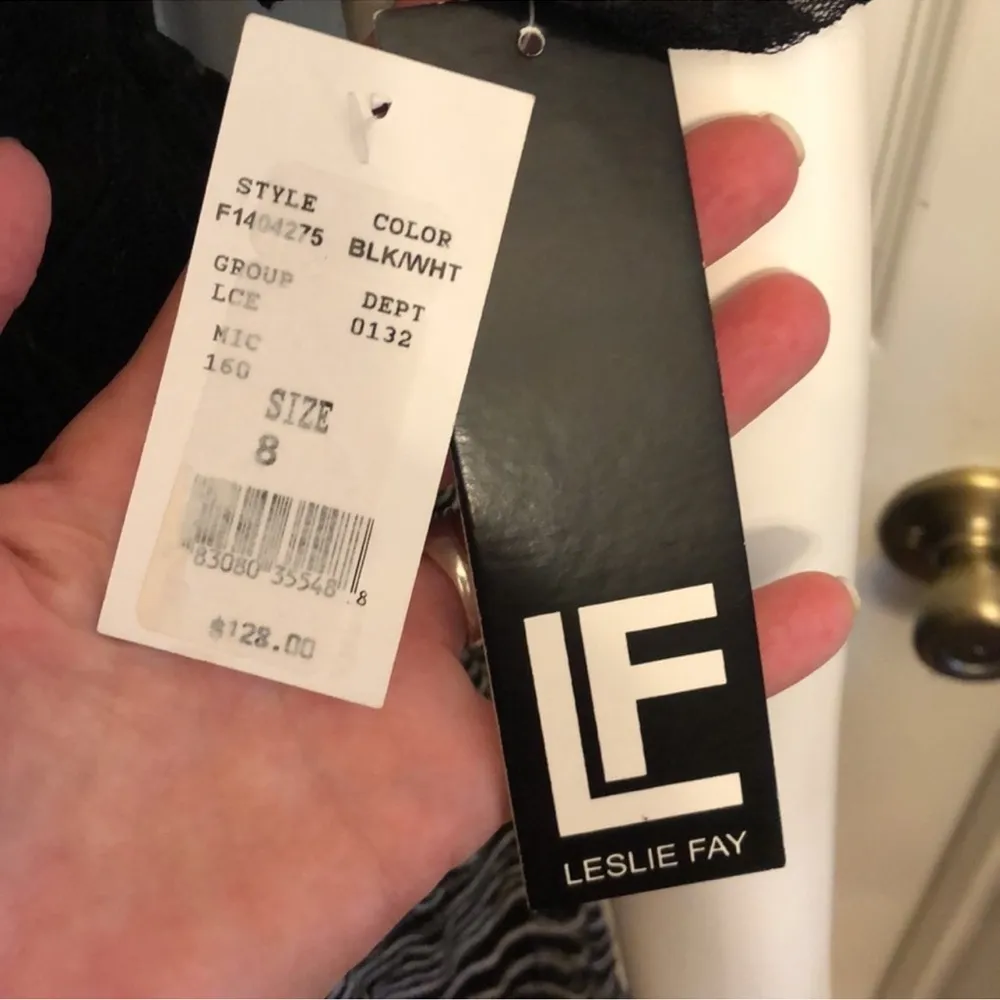 STYLE COLOR
F1404275 BLK/WHT
GROUP DEPT
LCE 0132
MIC
160
SIZE
8
83080 35548 8
$128.00
LF
LESLIE FAY